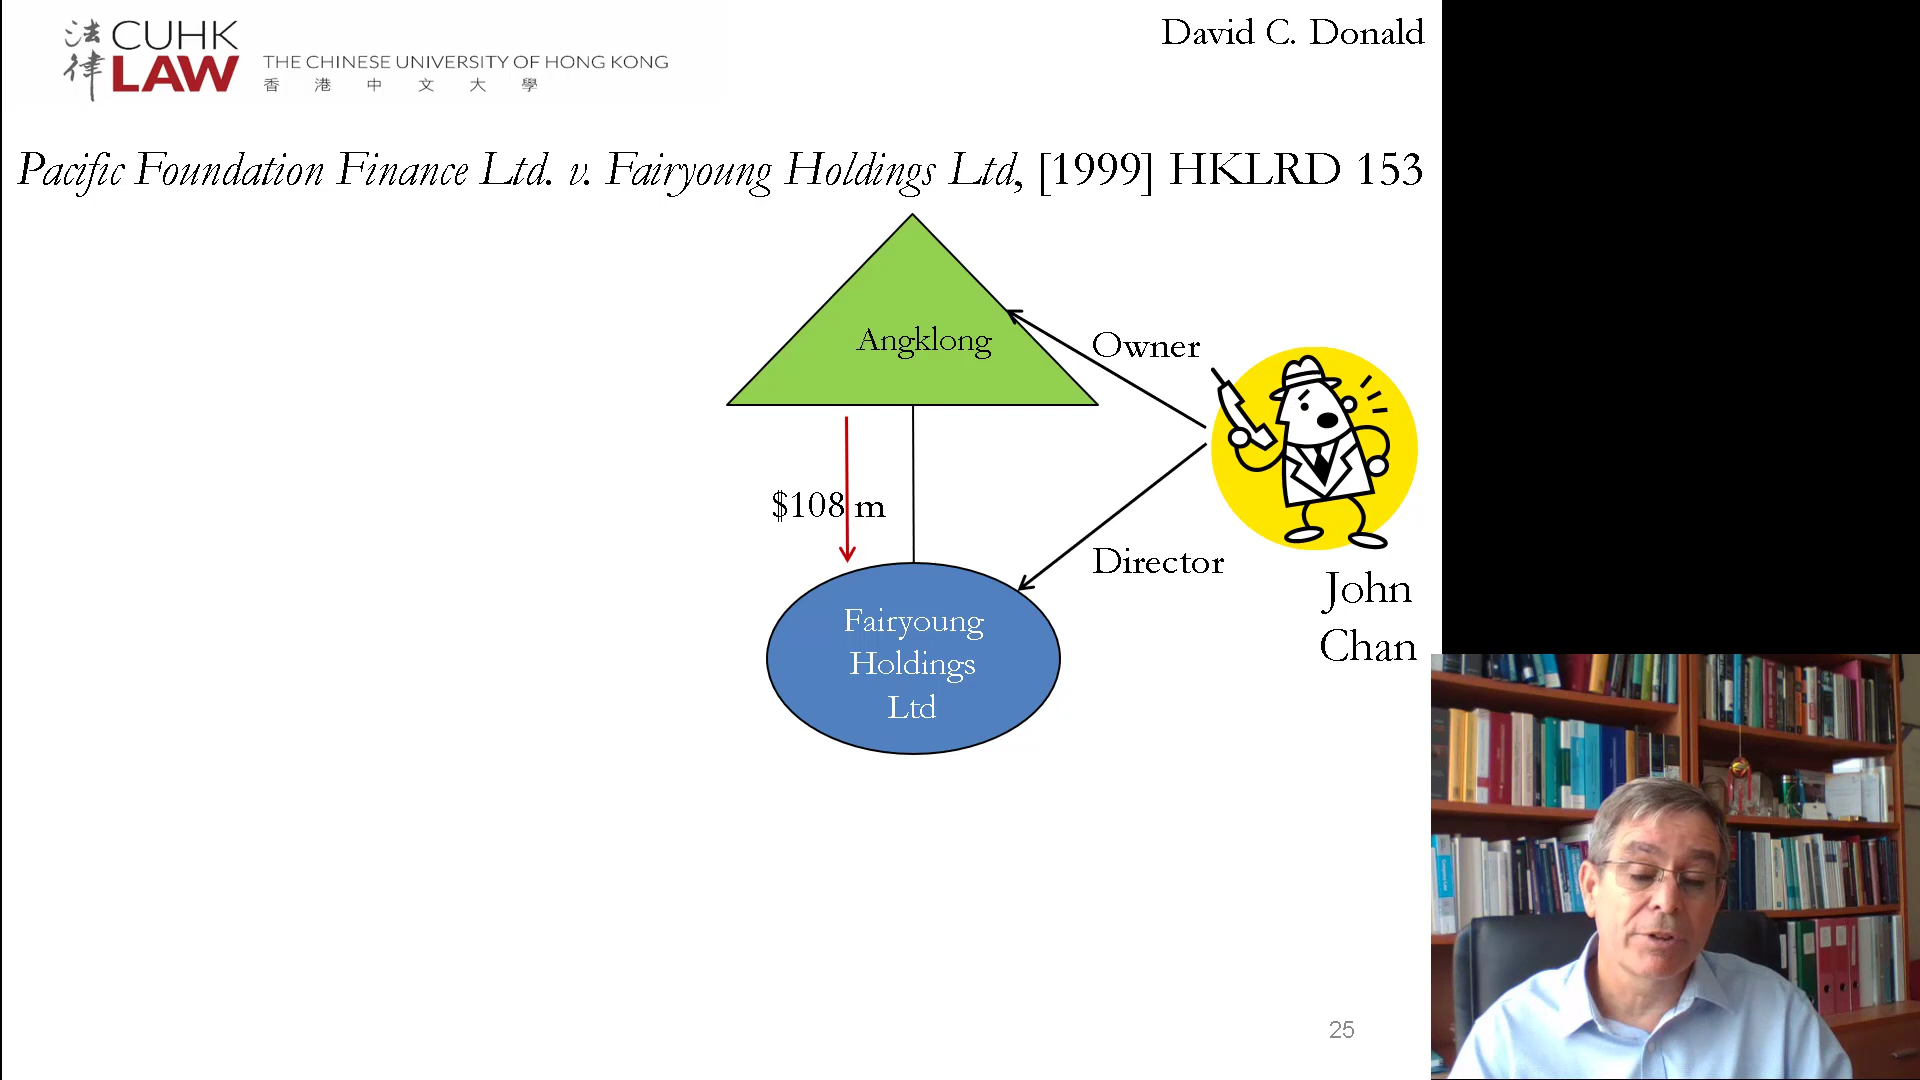 法律
CUHK
LAW
THE CHINESE UNIVERSITY OF HONG KONG
香港中文大學
David C. Donald
Pacific Foundation Finance Ltd. v. Fairyoung Holdings Ltd, [1999] HKLRD 153
Angklong
Owner
$108 m
Director
Fairyoung
Holdings
Ltd
John
Chan
25